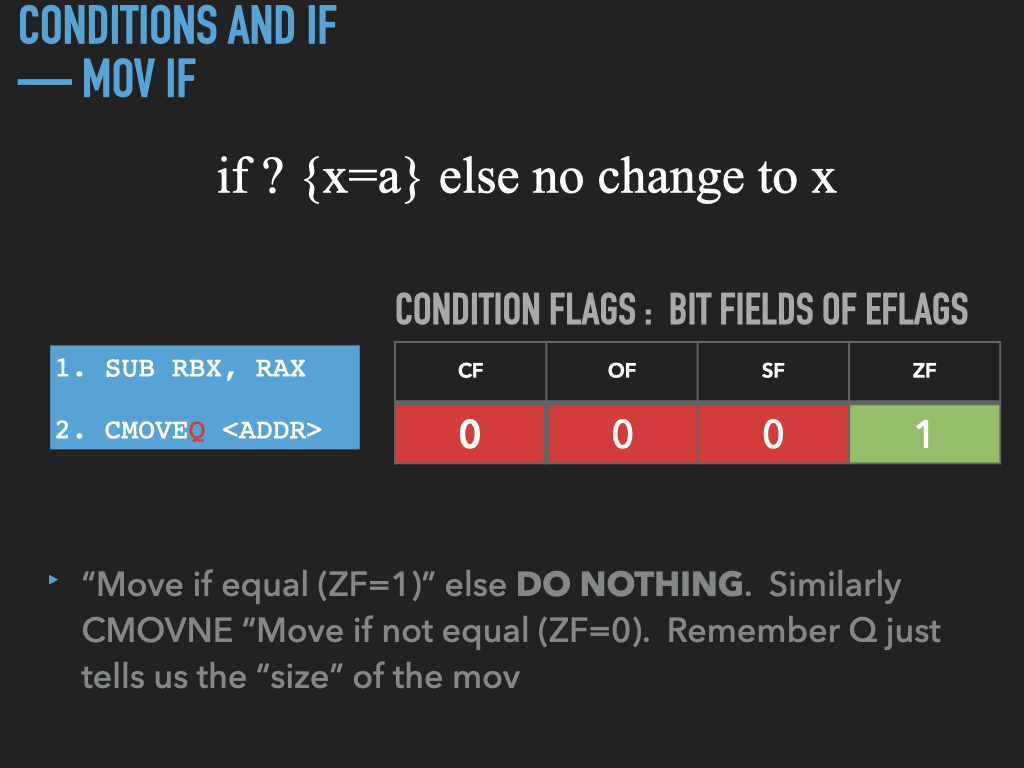 CONDITIONS AND IF
— MOV IF
if ? {x=a} else no change to x
CONDITION FLAGS : BIT FIELDS OF EFLAGS
1. SUB RBX, RAX
2. CMOVEQ <ADDR>
CF OF SF ZF
0 0 0 1
‣ “Move if equal (ZF=1)” else DO NOTHING. Similarly
CMOVNE “Move if not equal (ZF=0). Remember Q just
tells us the “size” of the mov